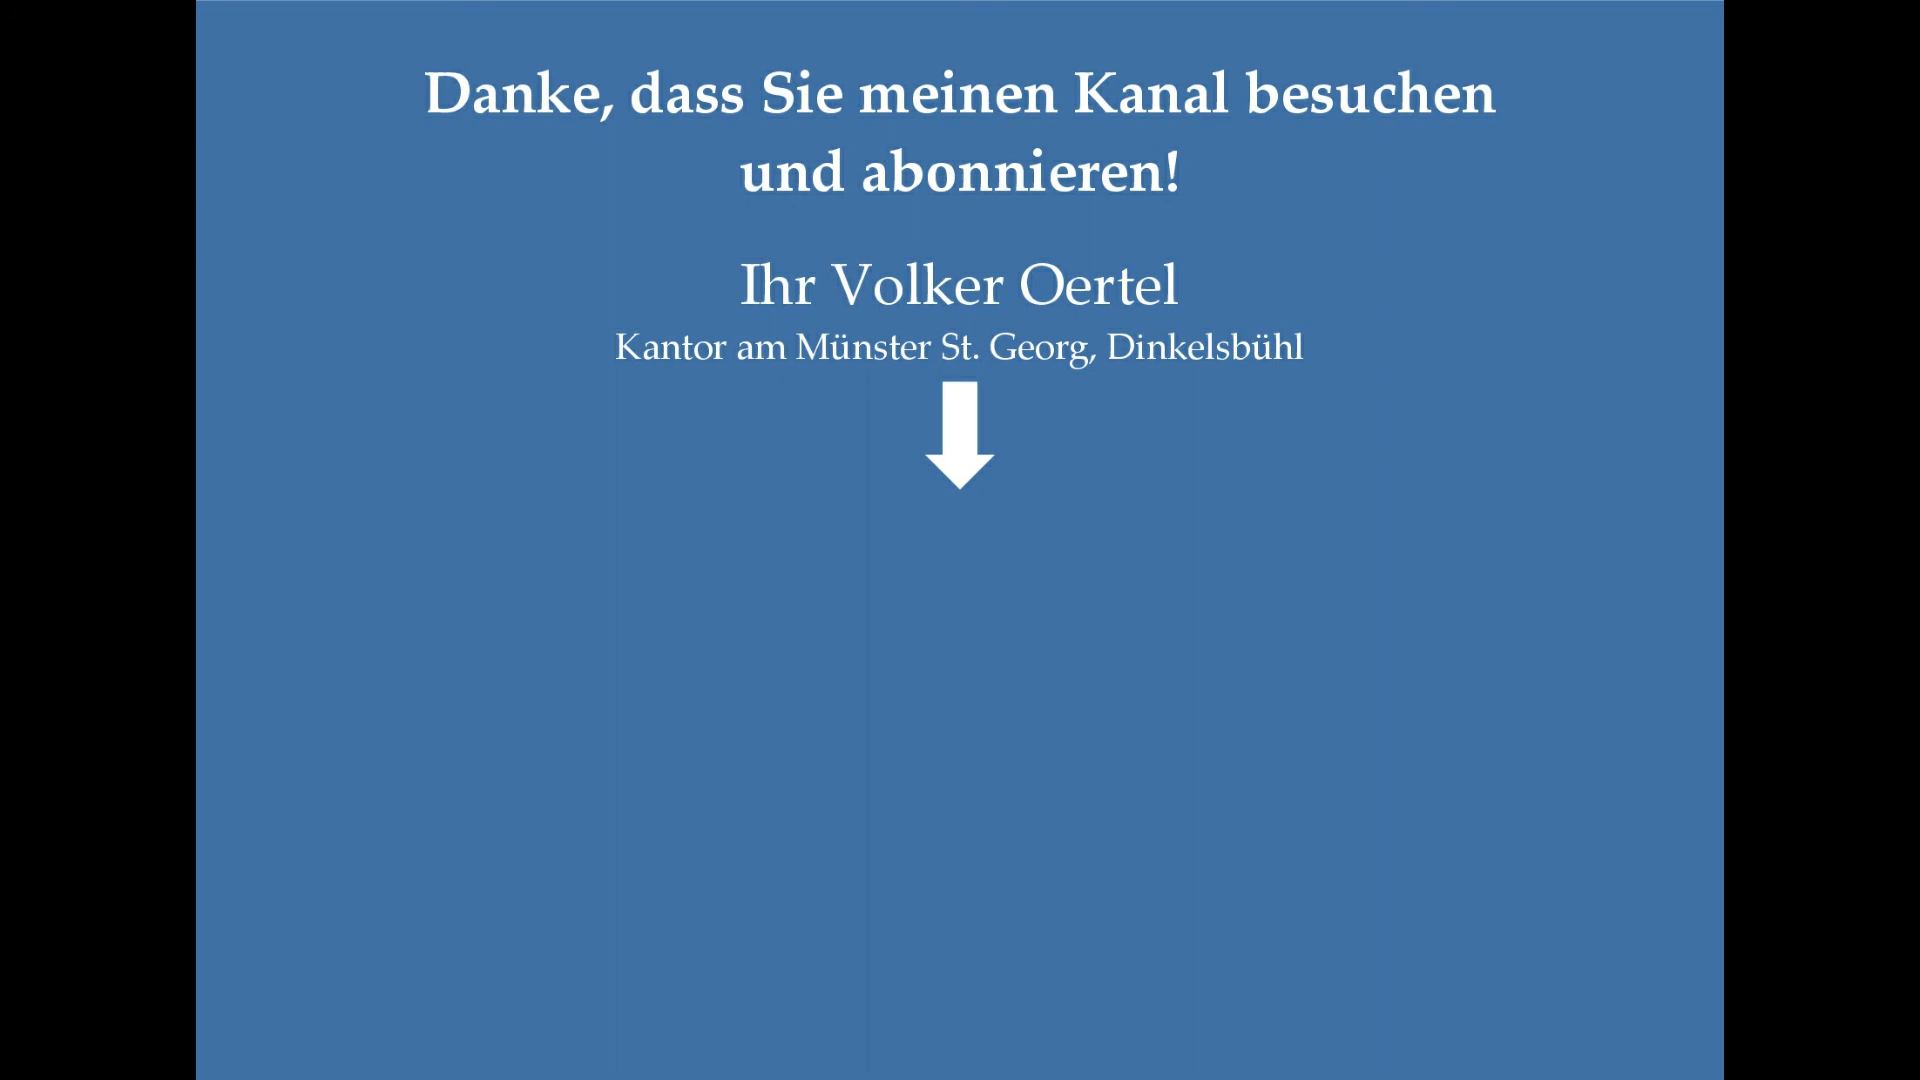 Danke, dass Sie meinen Kanal besuchen
und abonnieren!
Ihr Volker Oertel
Kantor am Münster St. Georg, Dinkelsbühl